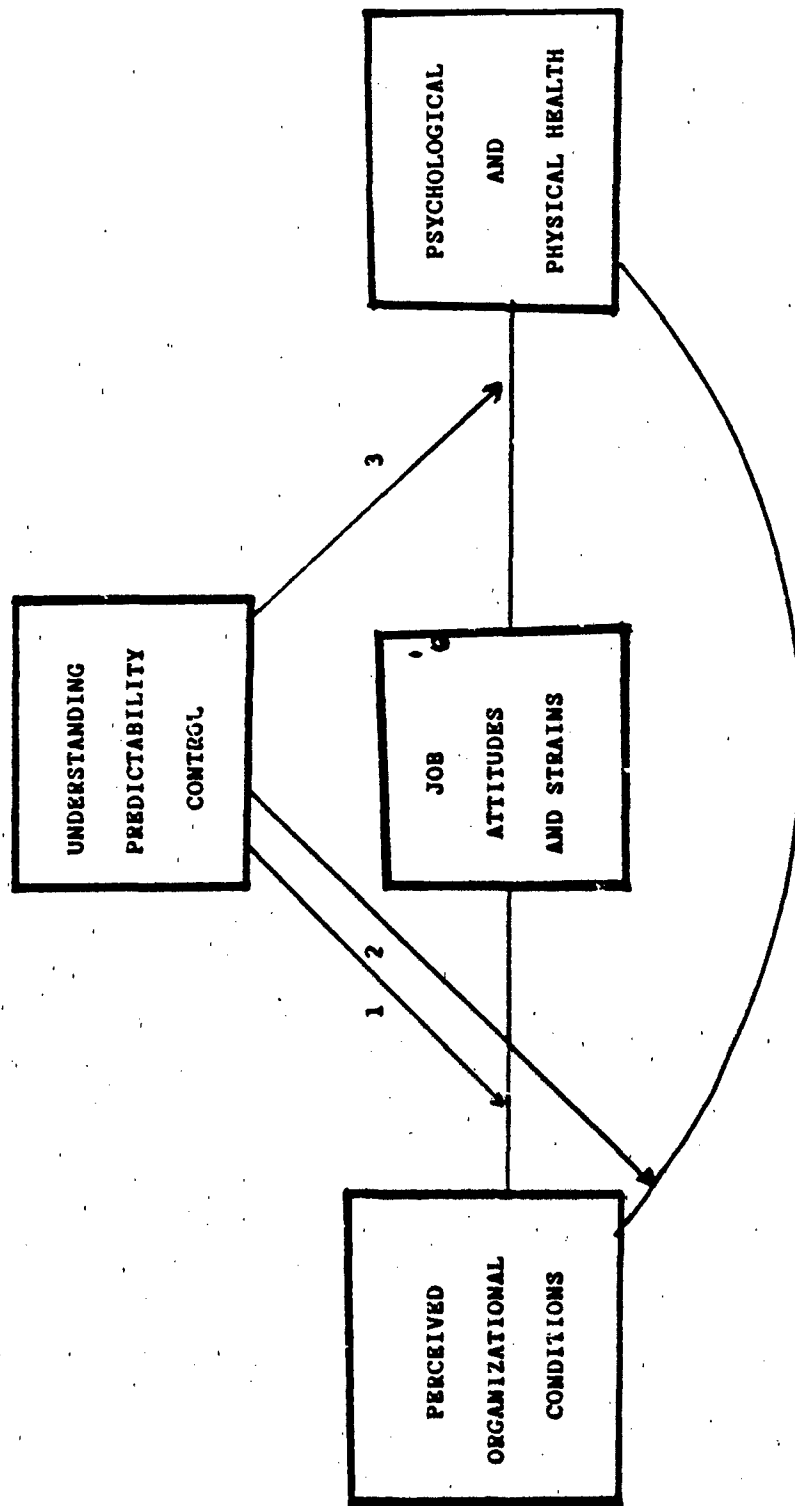 UNDERSTANDING
PREDICTABILITY
CONTROL
1
2
3
PERCEIVED
ORGANIZATIONAL
CONDITIONS
JOB
ATTITUDES
AND STRAINS
PSYCHOLOGICAL
AND
PHYSICAL HEALTH